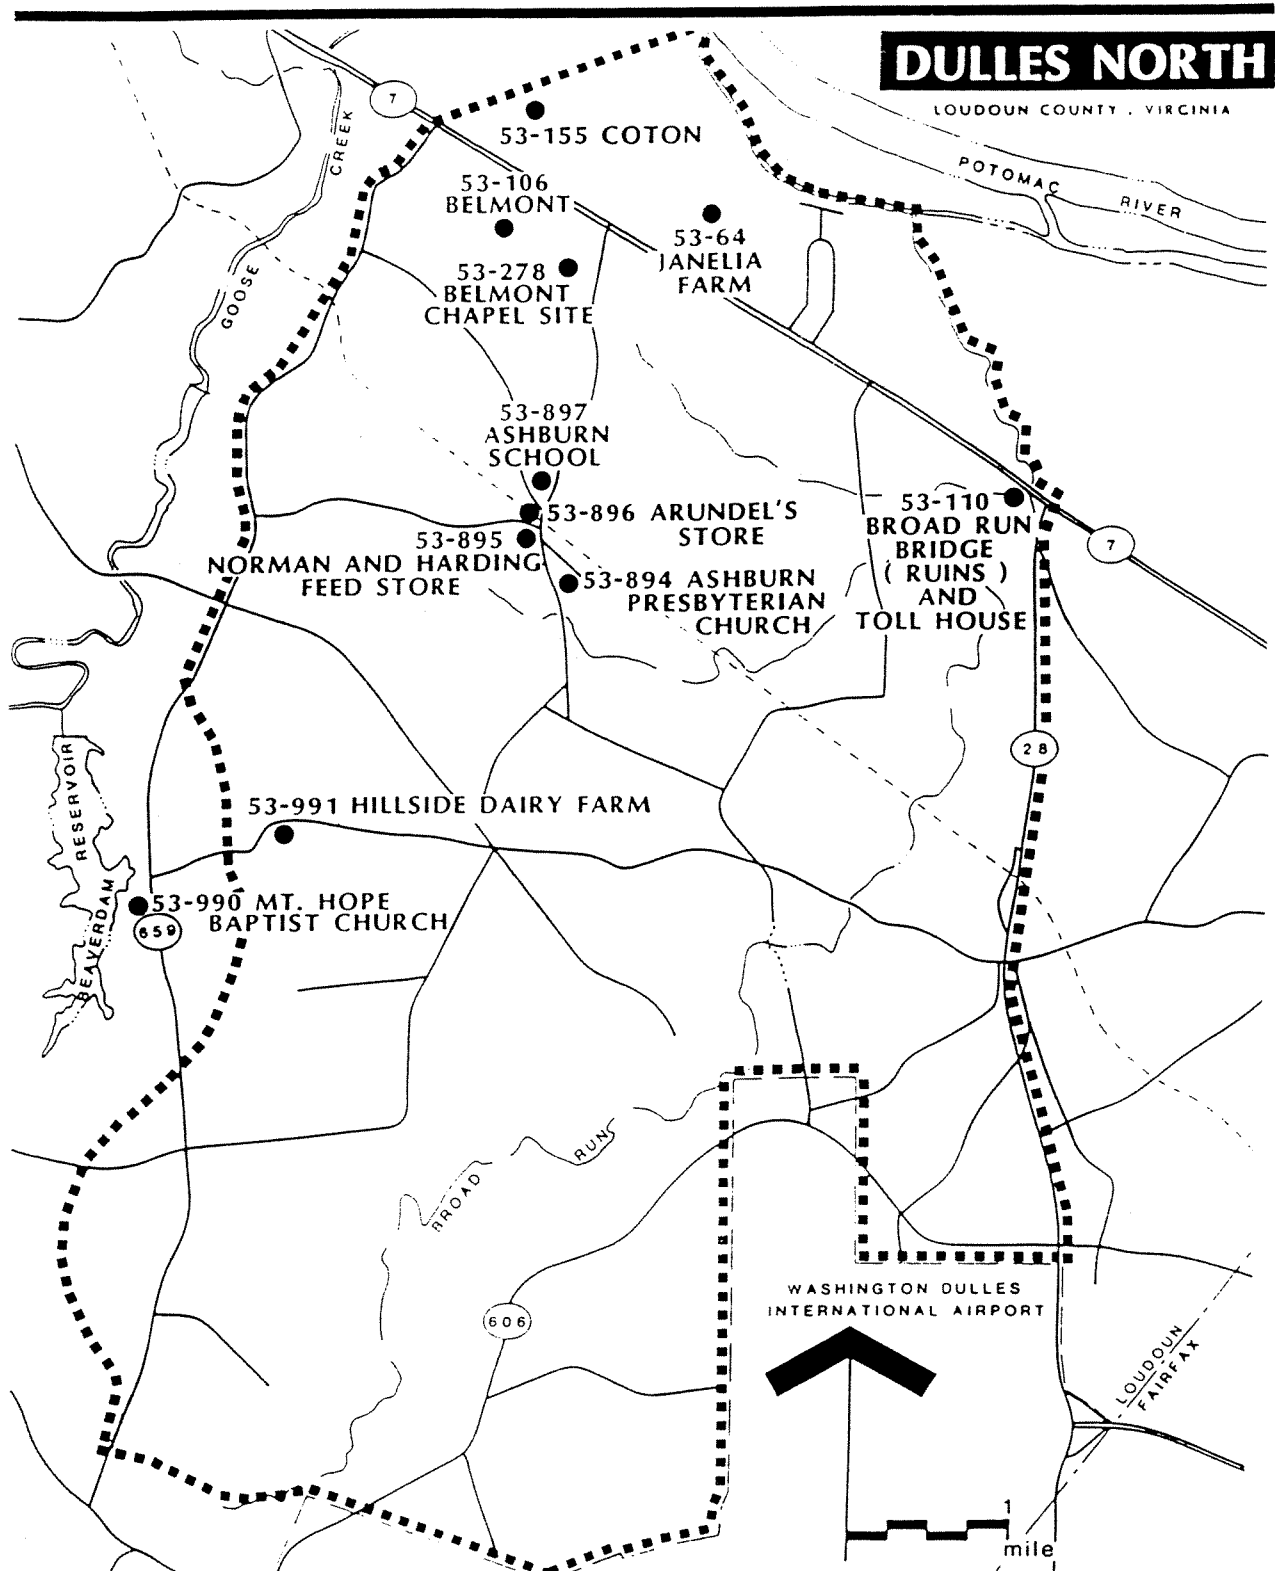 DULLES NORTH
LOUDOUN COUNTY , VIRGINIA
7
CREEK
53-155 COTON
POTOMAC
RIVER
53-106
BELMONT
53-64
JANELIA
FARM
GOOSE
53-278
BELMONT
CHAPEL SITE
53-897
ASHBURN
SCHOOL
53-896 ARUNDEL'S
STORE
53-110
BROAD RUN
BRIDGE
( RUINS )
AND
TOLL HOUSE
7
53-895
NORMAN AND HARDING
FEED STORE
53-894 ASHBURN
PRESBYTERIAN
CHURCH
28
RESERVOIR
BEAVERDAM
53-991 HILLSIDE DAIRY FARM
53-990 MT. HOPE
BAPTIST CHURCH
659
BROAD
RUN
WASHINGTON DULLES
INTERNATIONAL AIRPORT
606
LOUDOUN
FAIRFAX
1
mile